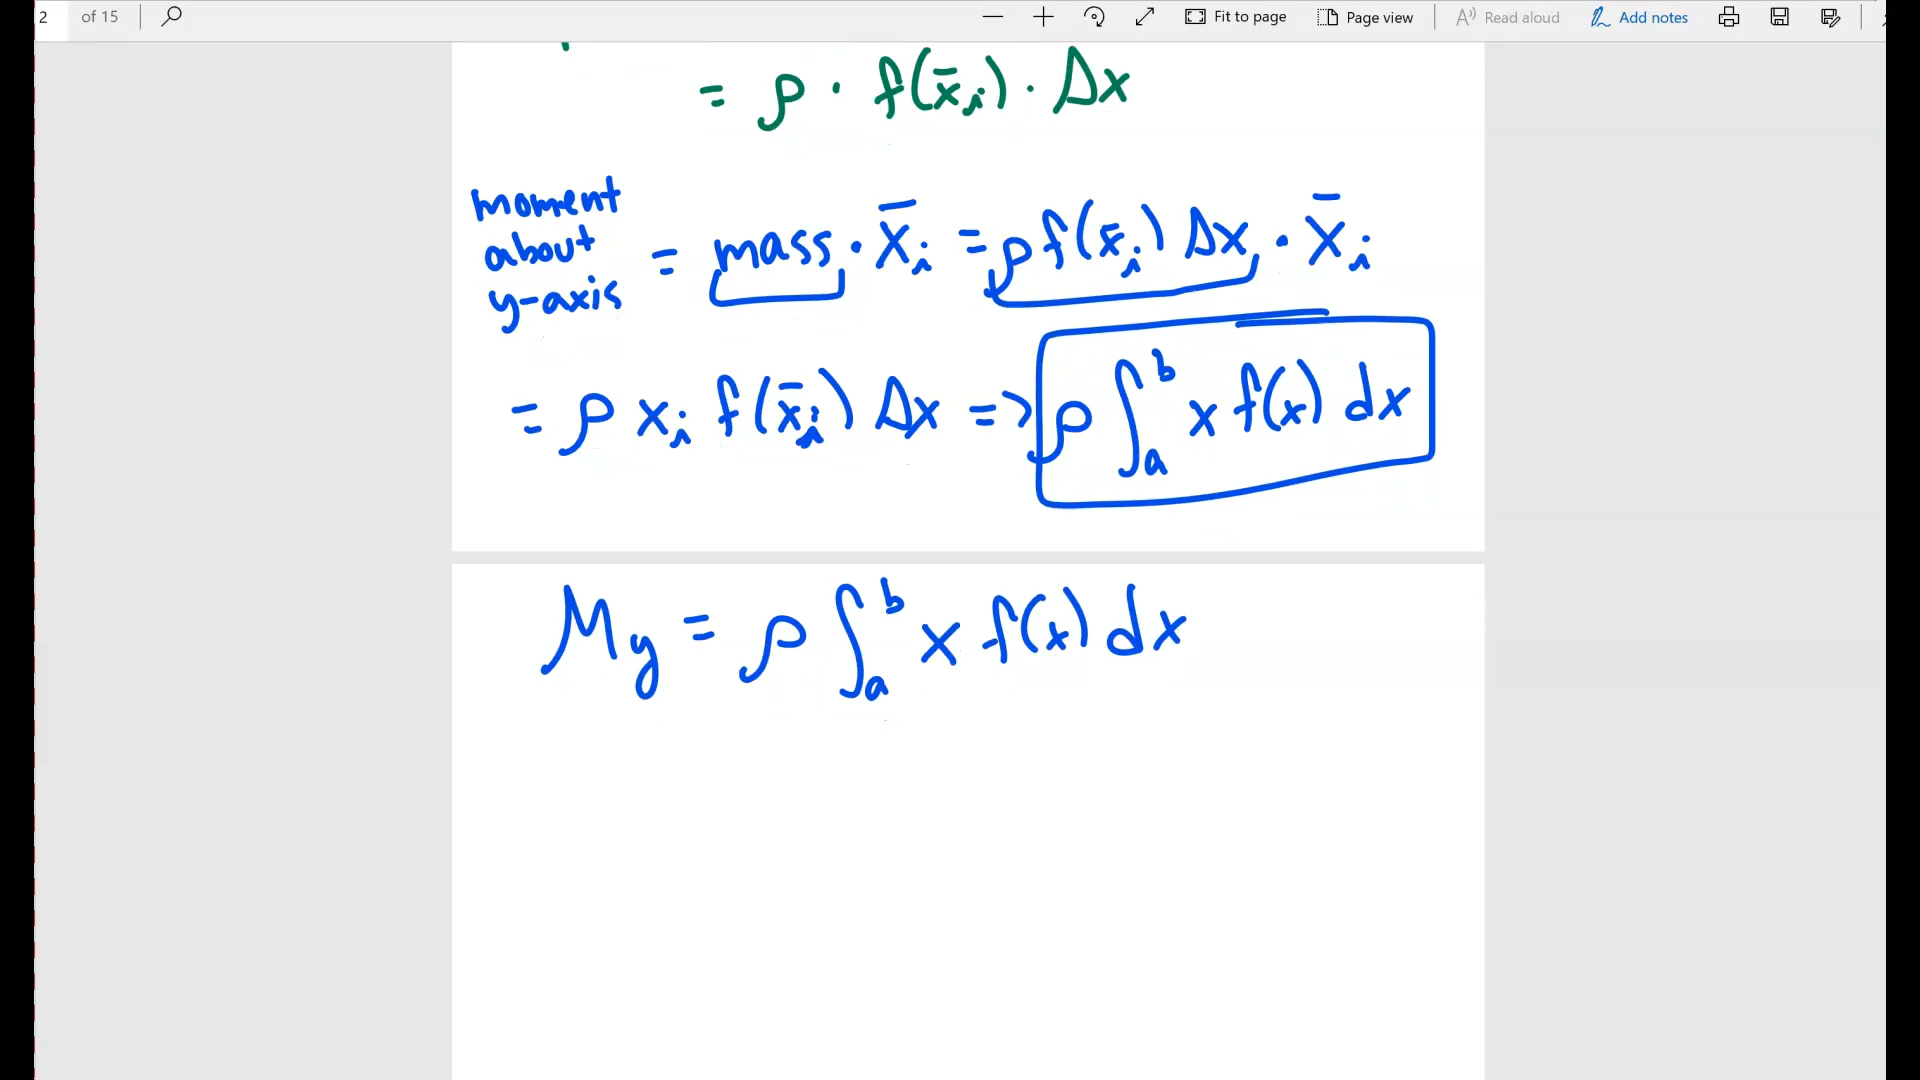 2 of 15 Fit to page Page view Read aloud Add notes
= ρ · f(x̄ᵢ) · Δx
moment about y-axis = mass · x̄ᵢ = ρ f(x̄ᵢ) Δx · x̄ᵢ
= ρ xᵢ f(x̄ᵢ) Δx => ρ ∫ₐᵇ x f(x) dx
My = ρ ∫ₐᵇ x f(x) dx